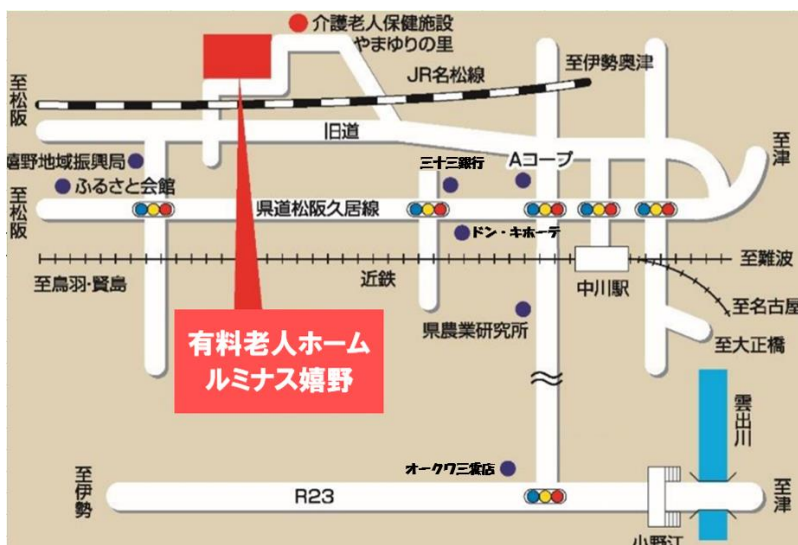 介護老人保健施設
やまゆりの里
至松阪
JR名松線
至伊勢奥津
旧道
至津
嬉野地域振興局
三十三銀行
Aコープ
ふるさと会館
至松阪
県道松阪久居線
ドン・キホーテ
至鳥羽・賢島
近鉄
中川駅
至難波
至名古屋
県農業研究所
至大正橋
有料老人ホーム
ルミナス嬉野
雲出川
オークワ三雲店
至伊勢
R23
至津
小野江